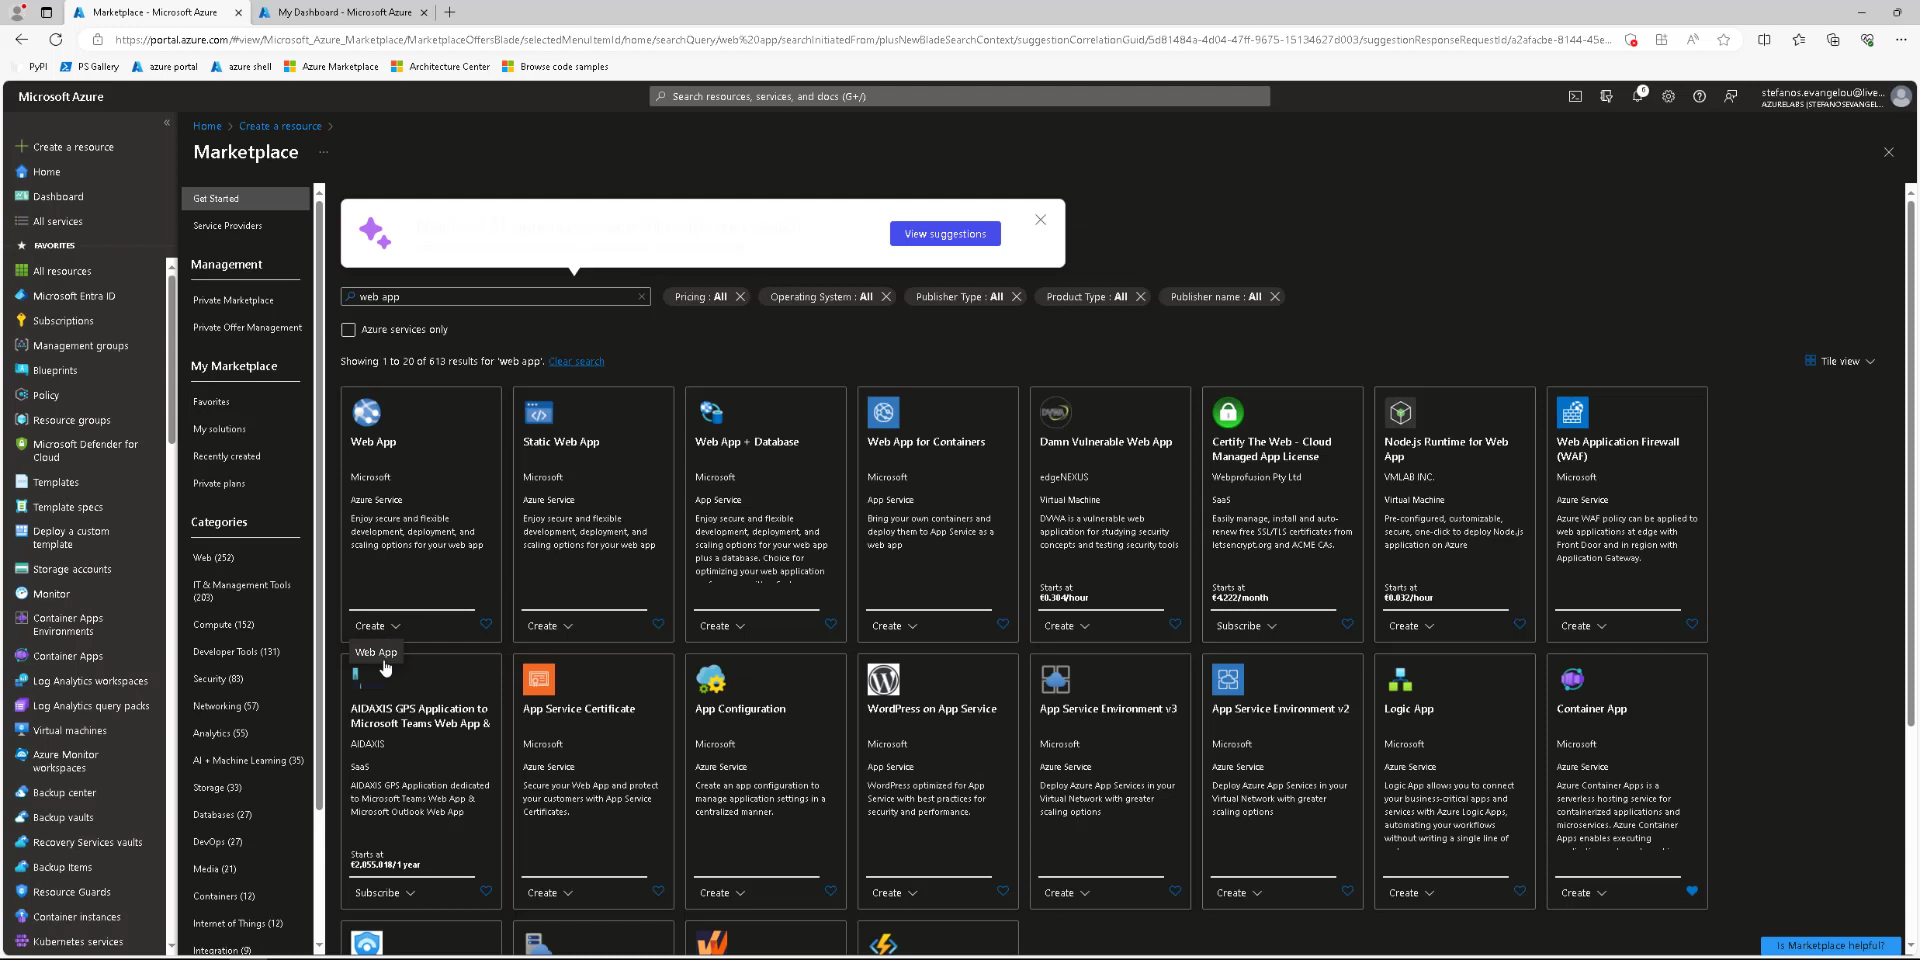 Marketplace - Microsoft Azure
My Dashboard - Microsoft Azure
https://portal.azure.com/#view/Microsoft_Azure_Marketplace/MarketplaceOffersBlade/selectedMenuItemId/home/searchQuery/web%20app/searchInitiatedFrom/plusNewBladeSearchContext/suggestionCorrelationGuid/5d81484a-4d04-47ff-9675-15134627d003/suggestionResponseRequestId/a2afacbe-8144-45e...
PyPI
PS Gallery
azure portal
azure shell
Azure Marketplace
Architecture Center
Browse code samples
Microsoft Azure
Search resources, services, and docs (G+/)
6
stefanos.evangelou@live...
AZURELABS (STEFANOSEVANGEL...
Create a resource
Home
Dashboard
All services
FAVORITES
All resources
Microsoft Entra ID
Subscriptions
Management groups
Blueprints
Policy
Resource groups
Microsoft Defender for
Cloud
Templates
Template specs
Deploy a custom
template
Storage accounts
Monitor
Container Apps
Environments
Container Apps
Log Analytics workspaces
Log Analytics query packs
Virtual machines
Azure Monitor
workspaces
Backup center
Backup vaults
Recovery Services vaults
Backup Items
Resource Guards
Container instances
Kubernetes services
Home > Create a resource >
Marketplace ...
Get Started
Service Providers
Management
Private Marketplace
Private Offer Management
My Marketplace
Favorites
My solutions
Recently created
Private plans
Categories
Web (252)
IT & Management Tools
(203)
Compute (152)
Developer Tools (131)
Security (83)
Networking (57)
Analytics (55)
AI + Machine Learning (35)
Storage (33)
Databases (27)
DevOps (27)
Media (21)
Containers (12)
Internet of Things (12)
Integration (9)
View suggestions
web app
Pricing : All
Operating System : All
Publisher Type : All
Product Type : All
Publisher name : All
Azure services only
Showing 1 to 20 of 613 results for 'web app'. Clear search
Tile view
Web App
Microsoft
Azure Service
Enjoy secure and flexible
development, deployment, and
scaling options for your web app
Create
Static Web App
Microsoft
Azure Service
Enjoy secure and flexible
development, deployment, and
scaling options for your web app
Create
Web App + Database
Microsoft
App Service
Enjoy secure and flexible
development, deployment, and
scaling options for your web app
plus a database. Choice for
optimizing your web application
Create
Web App for Containers
Microsoft
App Service
Bring your own containers and
deploy them to App Service as a
web app
Create
DVWA
Damn Vulnerable Web App
edgeNEXUS
Virtual Machine
DVWA is a vulnerable web
application for studying security
concepts and testing security tools
Starts at
€0.304/hour
Create
Certify The Web - Cloud
Managed App License
Webprofusion Pty Ltd
SaaS
Easily manage, install and auto-
renew free SSL/TLS certificates from
letsencrypt.org and ACME CAs.
Starts at
€4.222/month
Subscribe
Node.js Runtime for Web
App
VMLAB INC.
Virtual Machine
Pre-configured, customizable,
secure, one-click to deploy Node.js
application on Azure
Starts at
€0.032/hour
Create
Web Application Firewall
(WAF)
Microsoft
Azure Service
Azure WAF policy can be applied to
web applications at edge with
Front Door and in region with
Application Gateway.
Create
Web App
AIDAXIS GPS Application to
Microsoft Teams Web App &
AIDAXIS
SaaS
AIDAXIS GPS Application dedicated
to Microsoft Teams Web App &
Microsoft Outlook Web App
Starts at
€2,055.018/1 year
Subscribe
App Service Certificate
Microsoft
Azure Service
Secure your Web App and protect
your customers with App Service
Certificates.
Create
App Configuration
Microsoft
Azure Service
Create an app configuration to
manage application settings in a
centralized manner.
Create
WordPress on App Service
Microsoft
App Service
WordPress optimized for App
Service with best practices for
security and performance.
Create
App Service Environment v3
Microsoft
Azure Service
Deploy Azure App Services in your
Virtual Network with greater
scaling options
Create
App Service Environment v2
Microsoft
Azure Service
Deploy Azure App Services in your
Virtual Network with greater
scaling options
Create
Logic App
Microsoft
Azure Service
Logic App allows you to connect
your business-critical apps and
services with Azure Logic Apps,
automating your workflows
without writing a single line of
Create
Container App
Microsoft
Azure Service
Azure Container Apps is a
serverless hosting service for
containerized applications and
microservices. Azure Container
Apps enables executing
Create
Is Marketplace helpful?